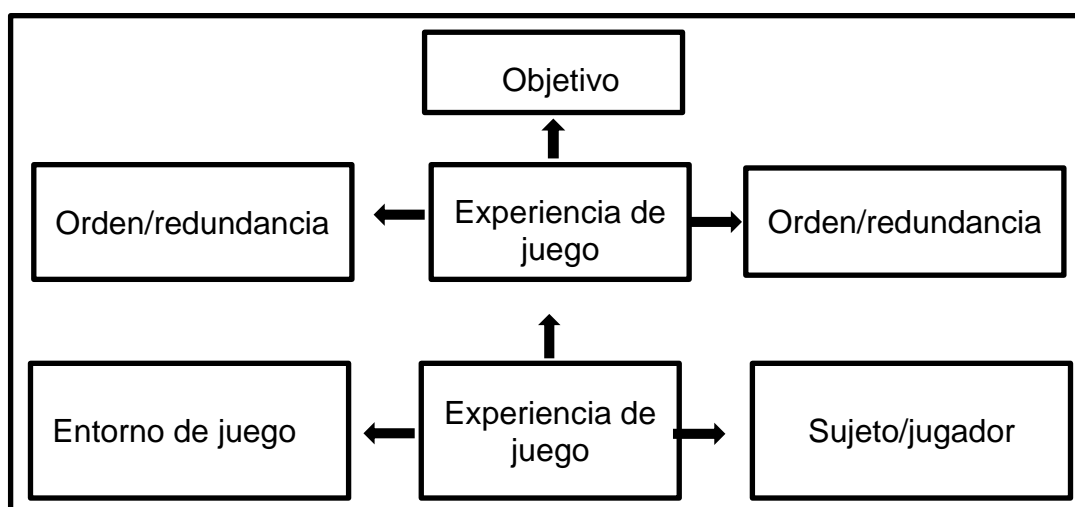 Objetivo
Orden/redundancia
Experiencia de
juego
Orden/redundancia
Entorno de juego
Experiencia de
juego
Sujeto/jugador